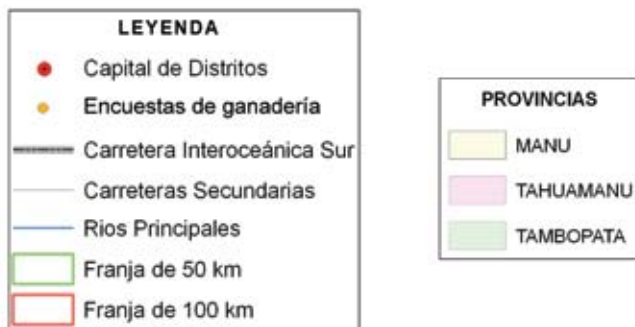 LEYENDA
Capital de Distritos
Encuestas de ganadería
Carretera Interoceánica Sur
Carreteras Secundarias
Rios Principales
Franja de 50 km
Franja de 100 km
PROVINCIAS
MANU
TAHUAMANU
TAMBOPATA